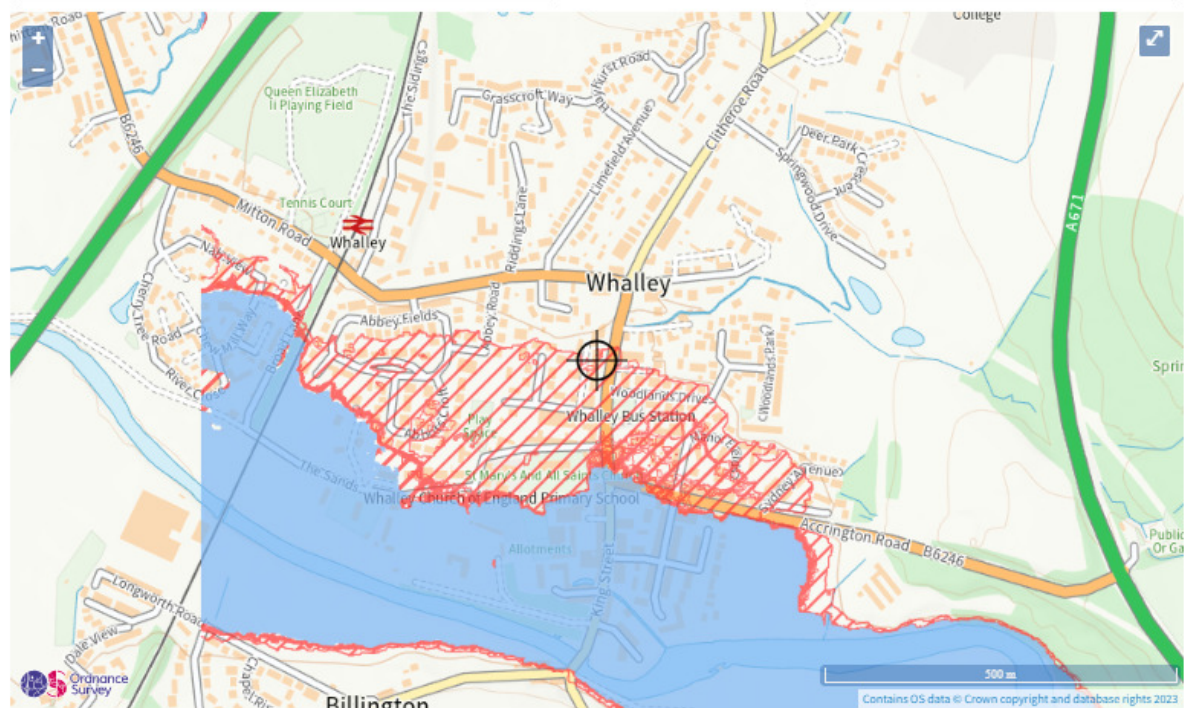 College
+
−
B6246
The Sidings
Queen Elizabeth
Ii Playing Field
Grasscroft Way
Hayhurst Road
Limefield Avenue
Clitheroe Road
Deer Park Crescent
Springwood Drive
A671
Tennis Court
Mitton Road
Whalley
Riddings Lane
Whalley
Nab View
Cherry Tree
Road
Abbey Fields
Abbey Road
Woodlands Park
River Close
Woodlands Drive
Whalley Bus Station
Play
Space
St Mary's And All Saints
The Sands
Sydney Avenue
Whalley Church of England Primary School
Accrington Road
B6246
Allotments
King Street
Longworth Road
Dale View
Billington
Ordnance
Survey
500 m
Contains OS data © Crown copyright and database rights 2023